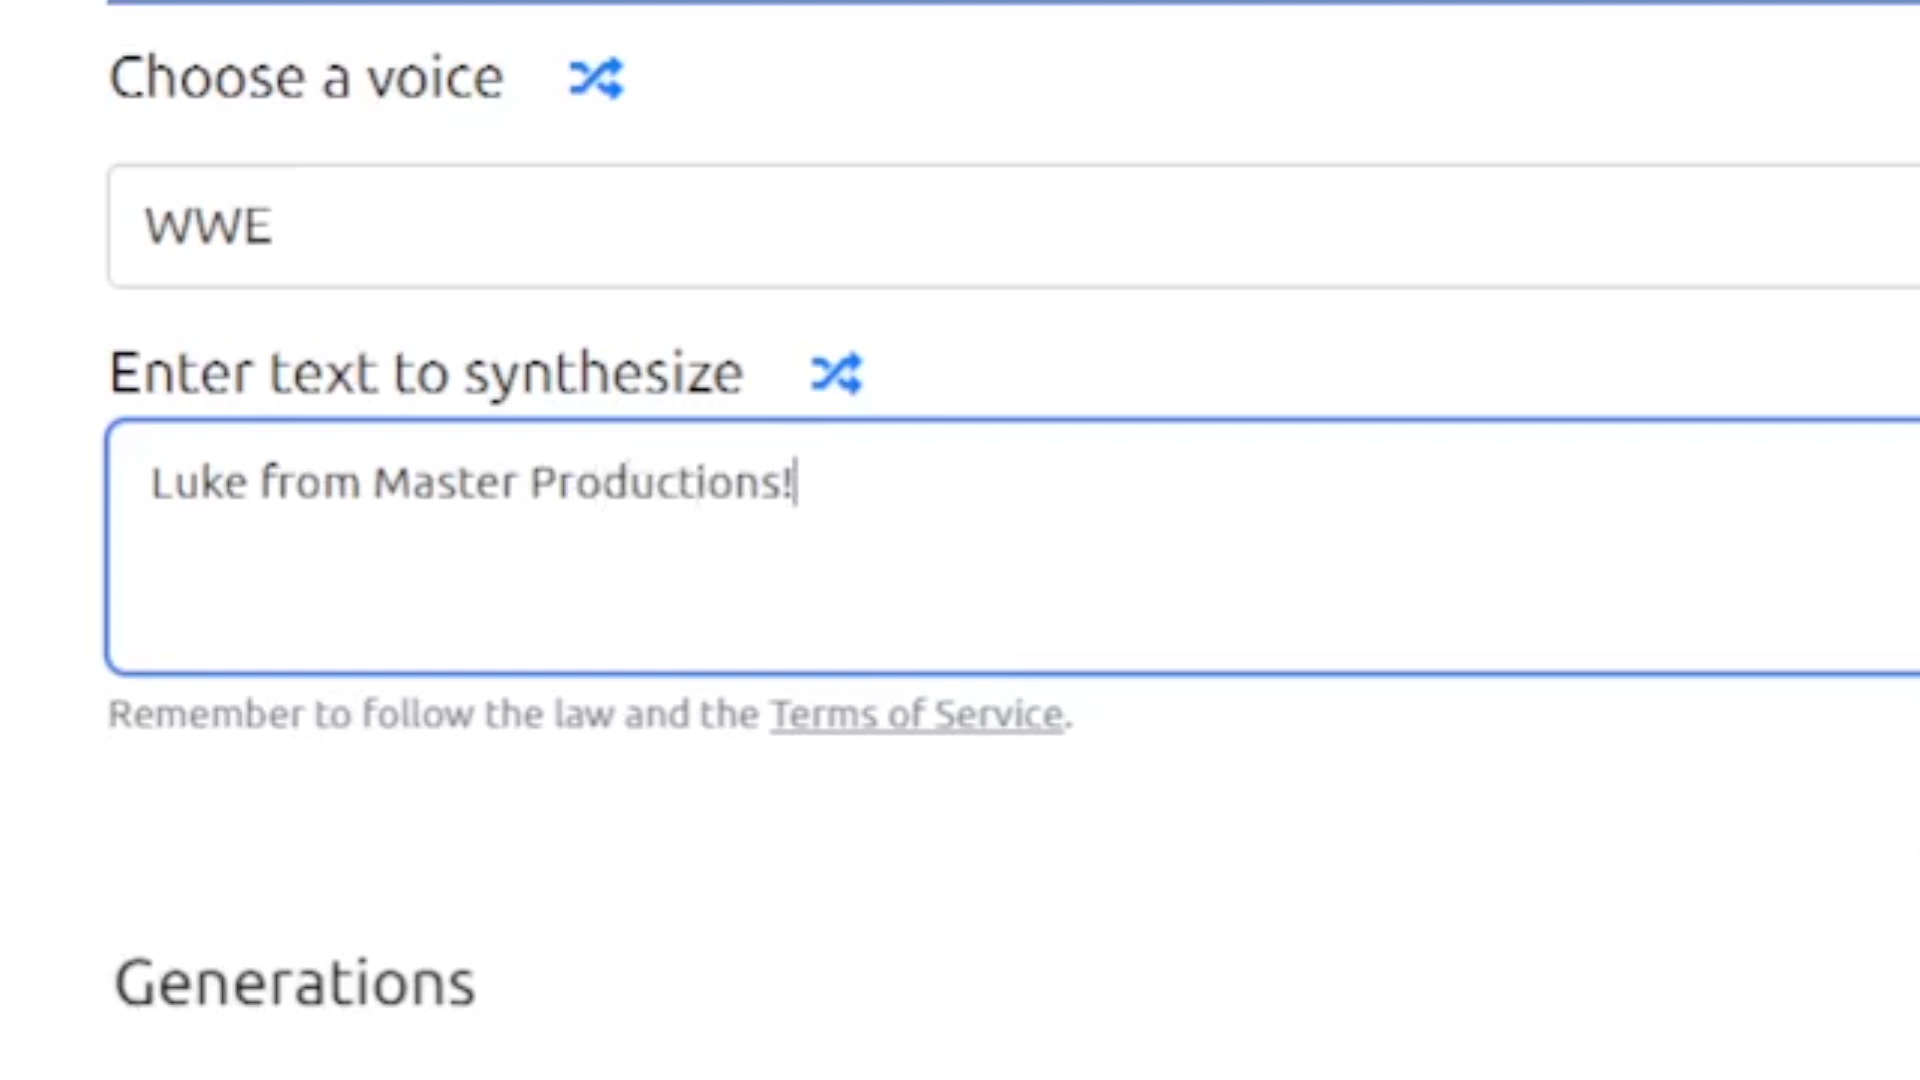 Choose a voice
WWE
Enter text to synthesize
Luke from Master Productions!
Remember to follow the law and the Terms of Service.
Generations